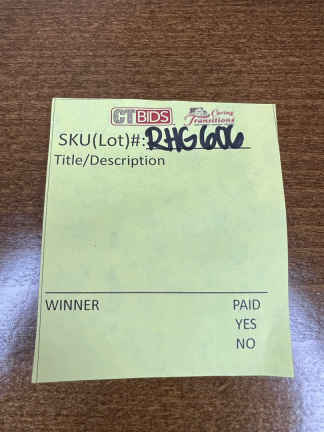 CTBIDS Caring Transitions
SKU(Lot)#: RHG606
Title/Description
WINNER PAID
YES
NO